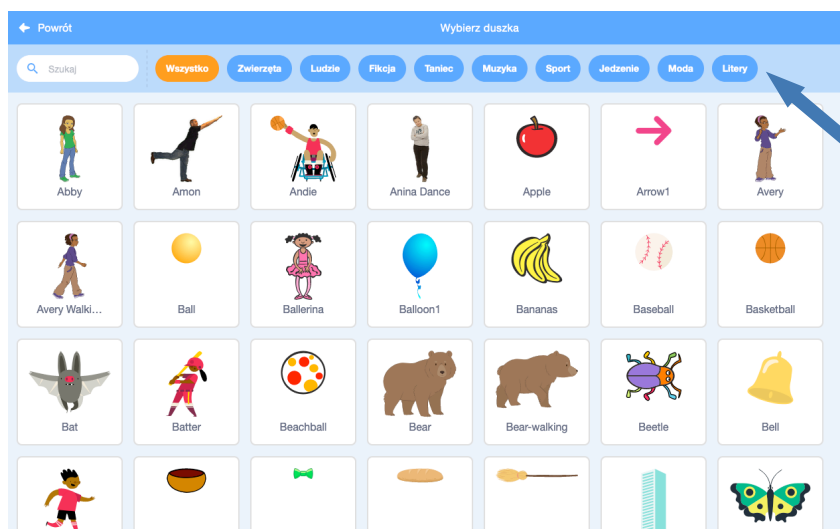 Powrót
Wybierz duszka
Szukaj
Wszystko Zwierzęta Ludzie Fikcja Taniec Muzyka Sport Jedzenie Moda Litery
Abby Amon Andie Anina Dance Apple Arrow1 Avery
Avery Walki... Ball Ballerina Balloon1 Bananas Baseball Basketball
Bat Batter Beachball Bear Bear-walking Beetle Bell